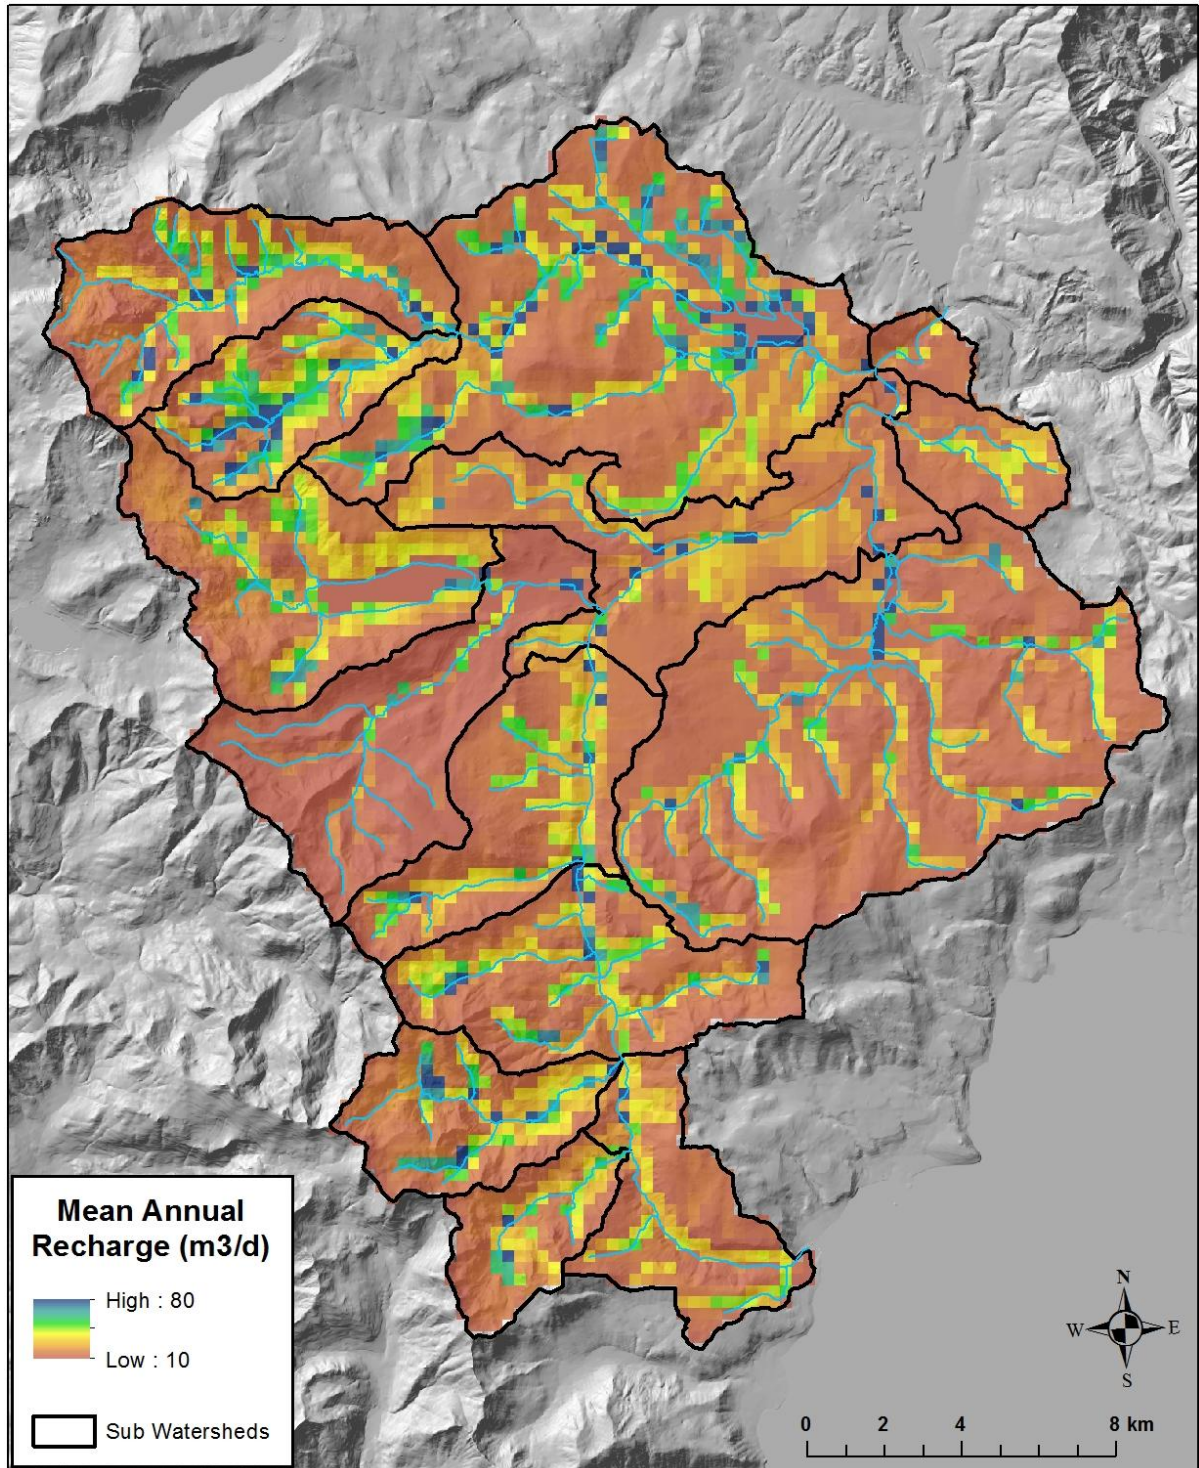 Mean Annual
Recharge (m3/d)
High : 80
Low : 10
Sub Watersheds
N
W E
S
0 2 4 8 km